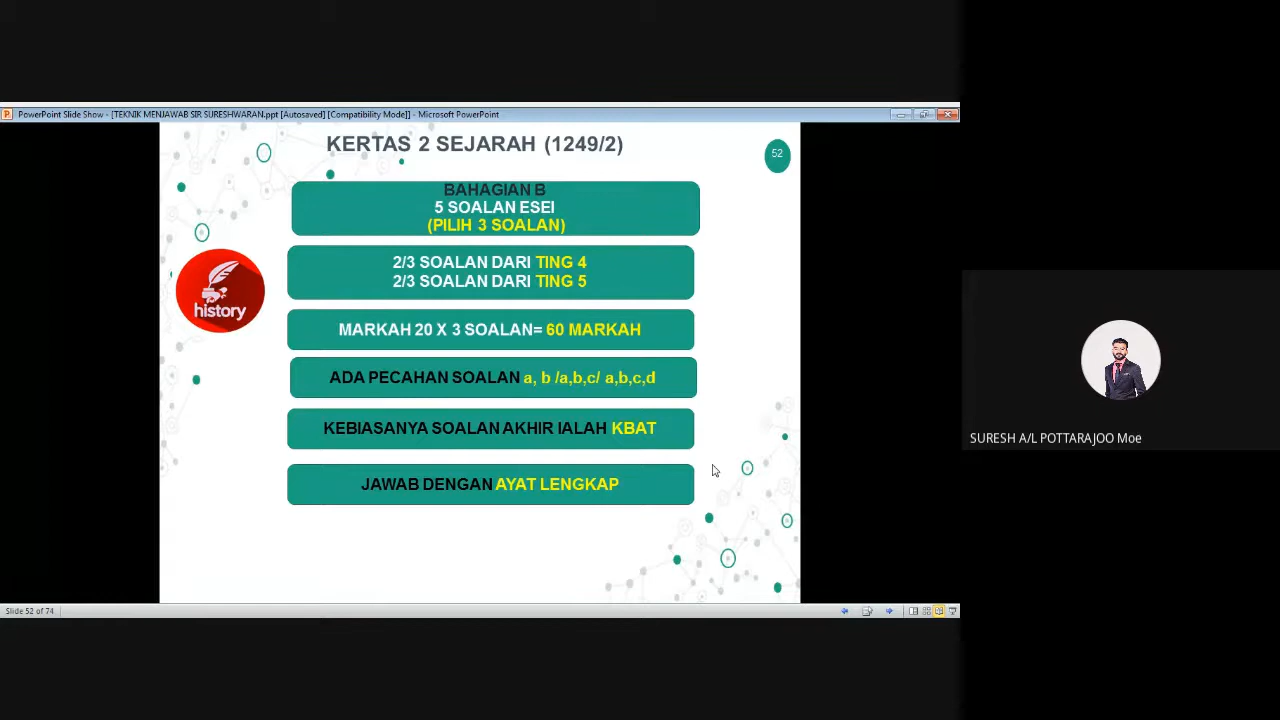 PowerPoint Slide Show - [TEKNIK MENJAWAB SIR SURESHWARAN.ppt [Autosaved] [Compatibility Mode]] - Microsoft PowerPoint
KERTAS 2 SEJARAH (1249/2)
52
BAHAGIAN B
5 SOALAN ESEI
(PILIH 3 SOALAN)
2/3 SOALAN DARI TING 4
2/3 SOALAN DARI TING 5
history
MARKAH 20 X 3 SOALAN= 60 MARKAH
ADA PECAHAN SOALAN a, b /a,b,c/ a,b,c,d
KEBIASANYA SOALAN AKHIR IALAH KBAT
SURESH A/L POTTARAJOO Moe
JAWAB DENGAN AYAT LENGKAP
Slide 52 of 74